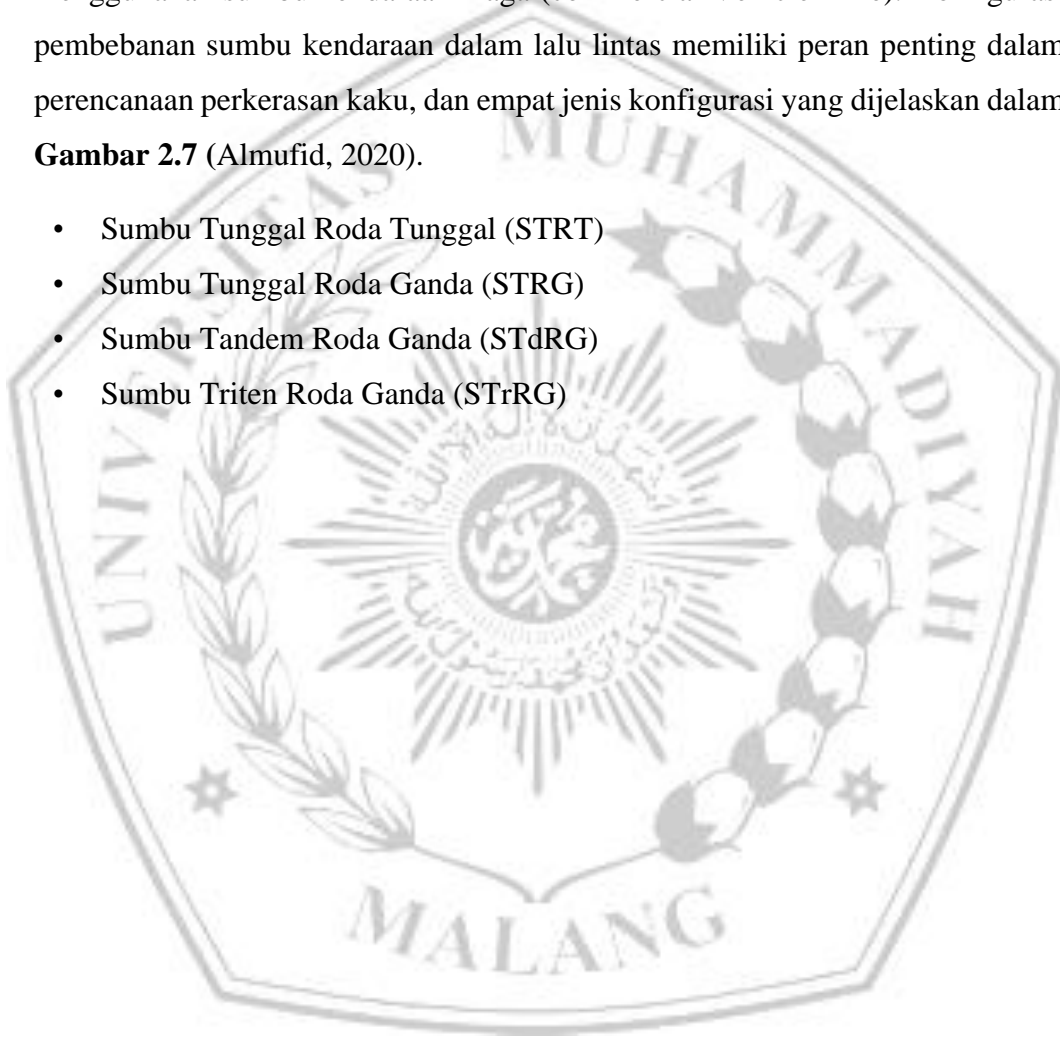 pembebanan sumbu kendaraan dalam lalu lintas memiliki peran penting dalam
perencanaan perkerasan kaku, dan empat jenis konfigurasi yang dijelaskan dalam
Gambar 2.7 (Almufid, 2020).
• Sumbu Tunggal Roda Tunggal (STRT)
• Sumbu Tunggal Roda Ganda (STRG)
• Sumbu Tandem Roda Ganda (STdRG)
• Sumbu Triten Roda Ganda (STrRG)
UNIVERSITAS MUHAMMADIYAH
MALANG